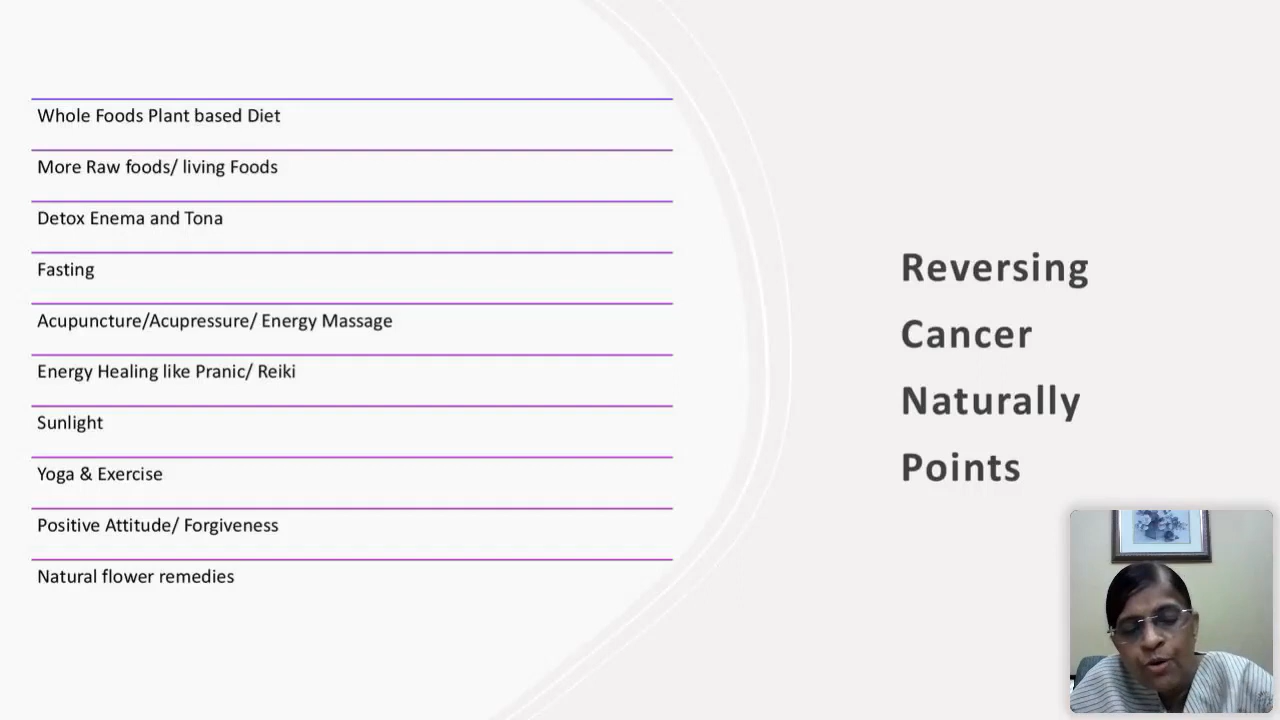 Whole Foods Plant based Diet
More Raw foods/ living Foods
Detox Enema and Tona
Fasting
Acupuncture/Acupressure/ Energy Massage
Energy Healing like Pranic/ Reiki
Sunlight
Yoga & Exercise
Positive Attitude/ Forgiveness
Natural flower remedies
Reversing
Cancer
Naturally
Points